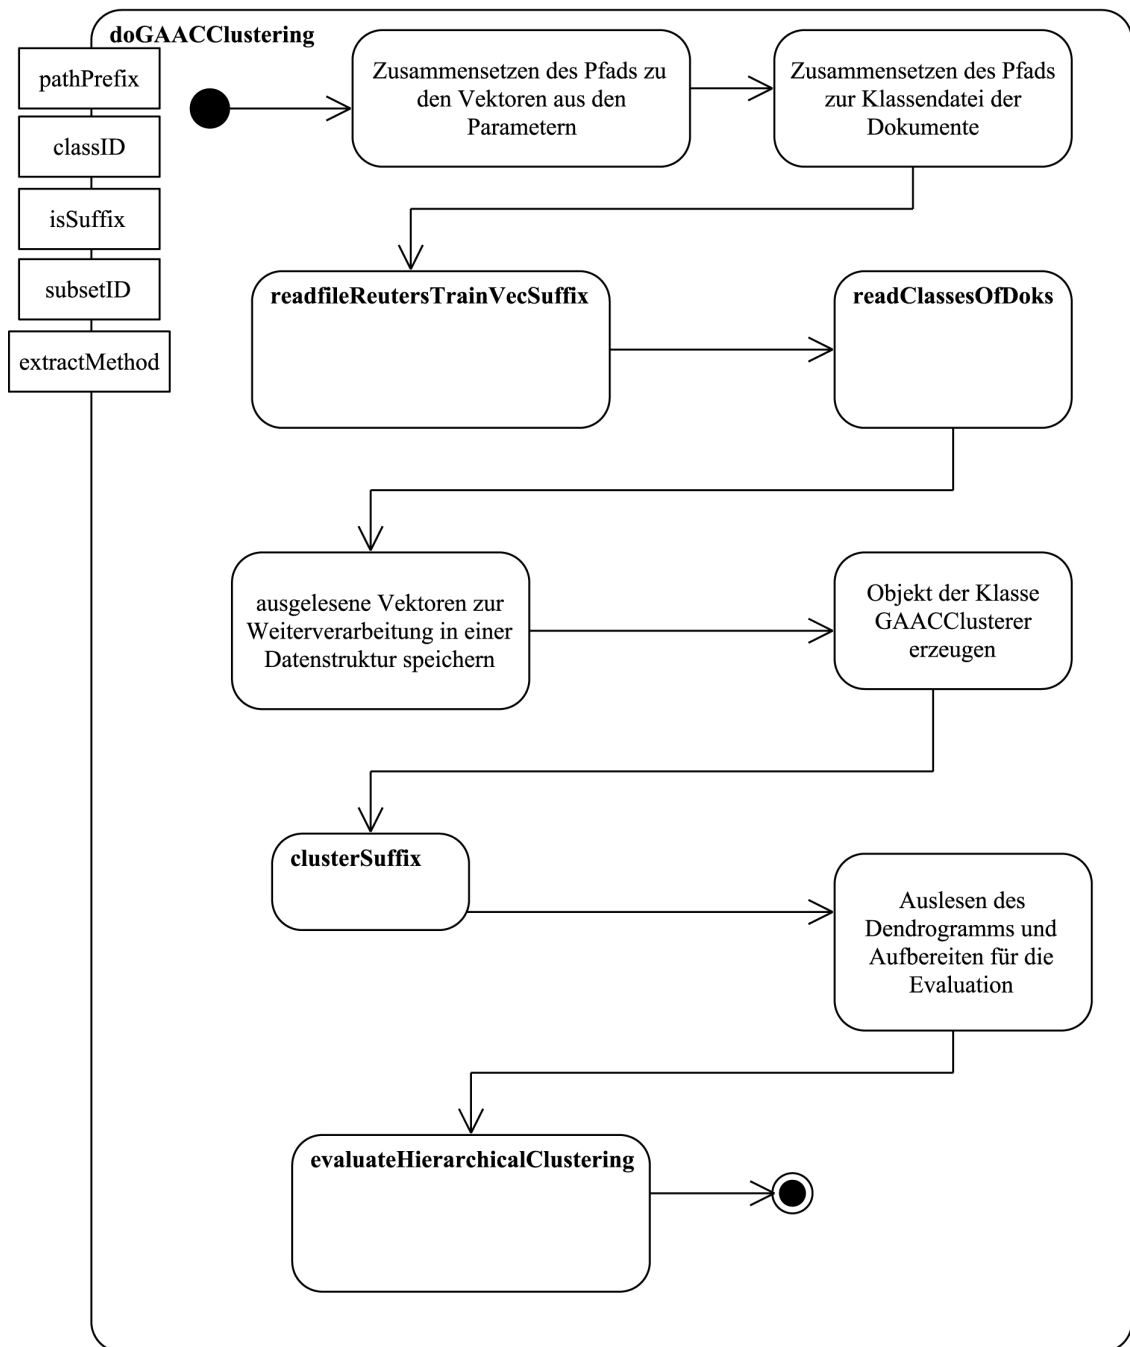 doGAACClustering
pathPrefix
classID
isSuffix
subsetID
extractMethod
Zusammensetzen des Pfads zu
den Vektoren aus den
Parametern
Zusammensetzen des Pfads
zur Klassendatei der
Dokumente
readfileReutersTrainVecSuffix
readClassesOfDoks
ausgelesene Vektoren zur
Weiterverarbeitung in einer
Datenstruktur speichern
Objekt der Klasse
GAACClusterer
erzeugen
clusterSuffix
Auslesen des
Dendrogramms und
Aufbereiten für die
Evaluation
evaluateHierarchicalClustering